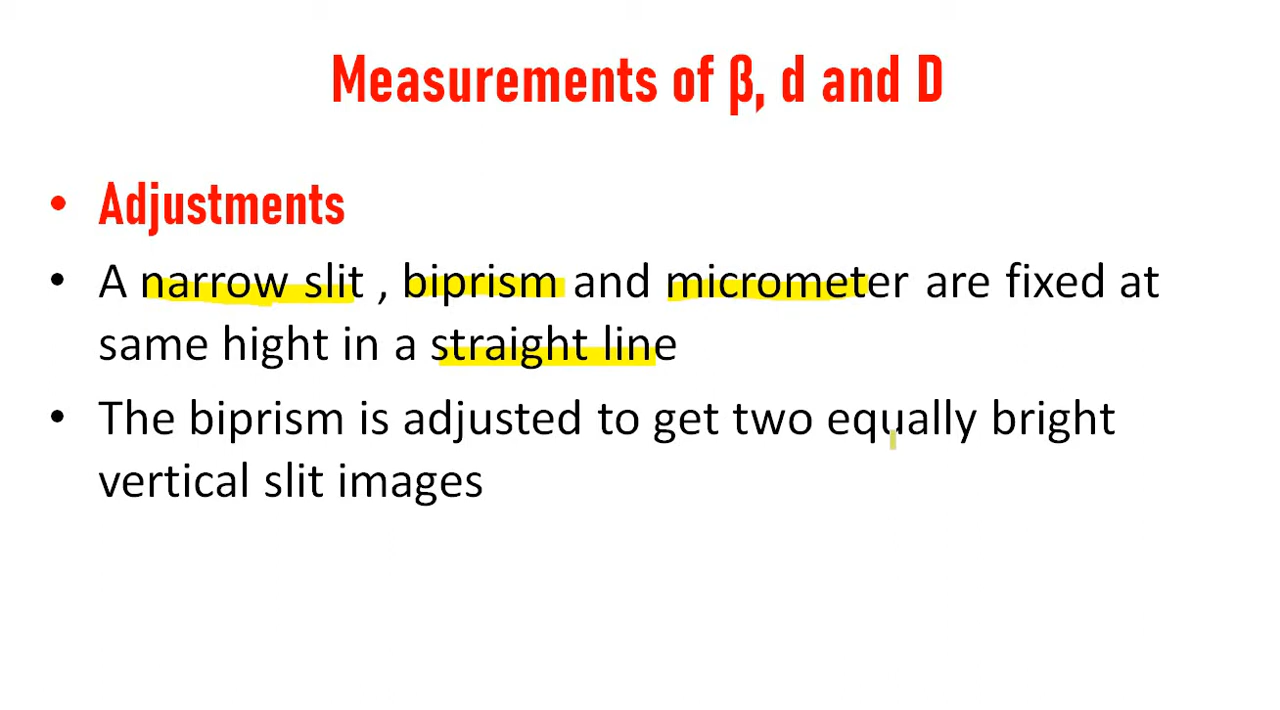 Measurements of β, d and D
• Adjustments
• A narrow slit , biprism and micrometer are fixed at
same hight in a straight line
• The biprism is adjusted to get two equally bright
vertical slit images